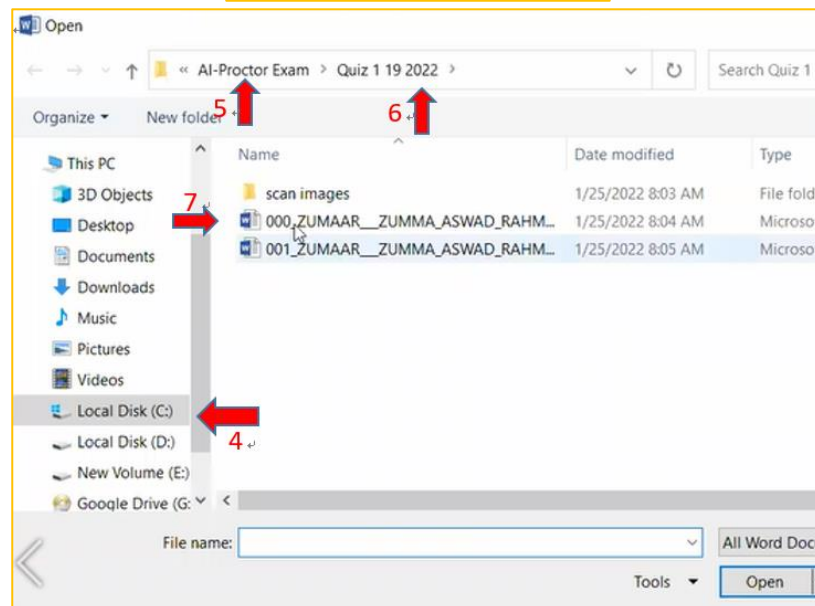 Open
« AI-Proctor Exam > Quiz 1 19 2022 > Search Quiz 1
5 6
Organize New folder
Name Date modified Type
This PC
3D Objects
Desktop
Documents
Downloads
Music
Pictures
Videos
Local Disk (C:)
Local Disk (D:)
New Volume (E:)
Google Drive (G:
7
scan images 1/25/2022 8:03 AM File fold
000_ZUMAAR__ZUMMA_ASWAD_RAHM... 1/25/2022 8:04 AM Microso
001_ZUMAAR__ZUMMA_ASWAD_RAHM... 1/25/2022 8:05 AM Microso
4
File name: All Word Doc
Tools Open